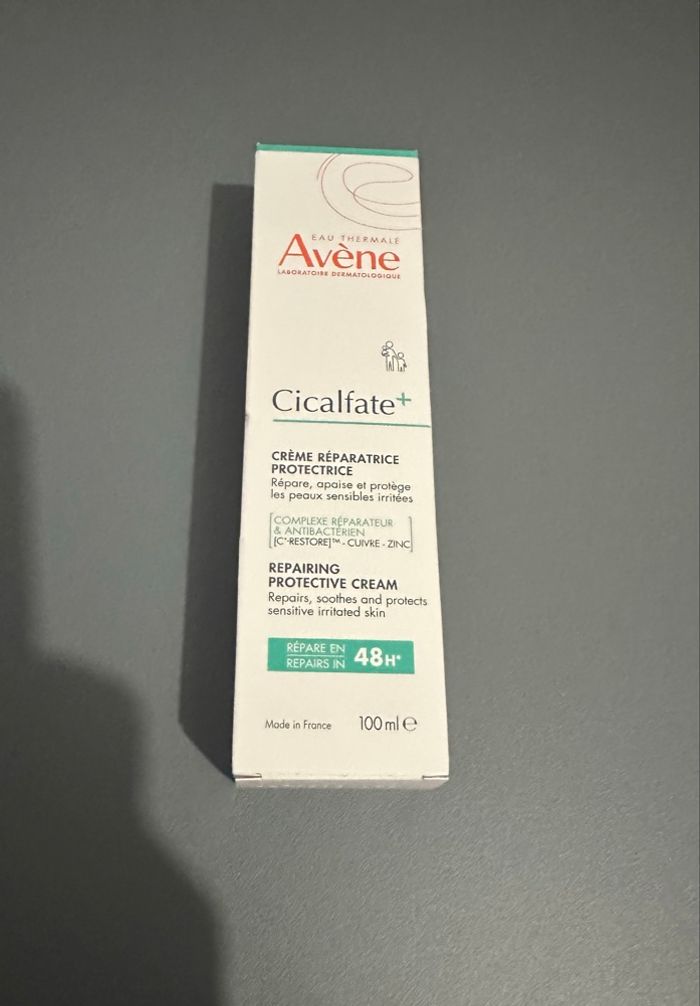 EAU THERMALE
Avène
LABORATOIRE DERMATOLOGIQUE
Cicalfate+
CRÈME RÉPARATRICE
PROTECTRICE
Répare, apaise et protège
les peaux sensibles irritées
[COMPLEXE RÉPARATEUR
& ANTIBACTÉRIEN
[C+-RESTORE]™ - CUIVRE - ZINC]
REPAIRING
PROTECTIVE CREAM
Repairs, soothes and protects
sensitive irritated skin
RÉPARE EN
REPAIRS IN
48H*
Made in France 100 ml ℮